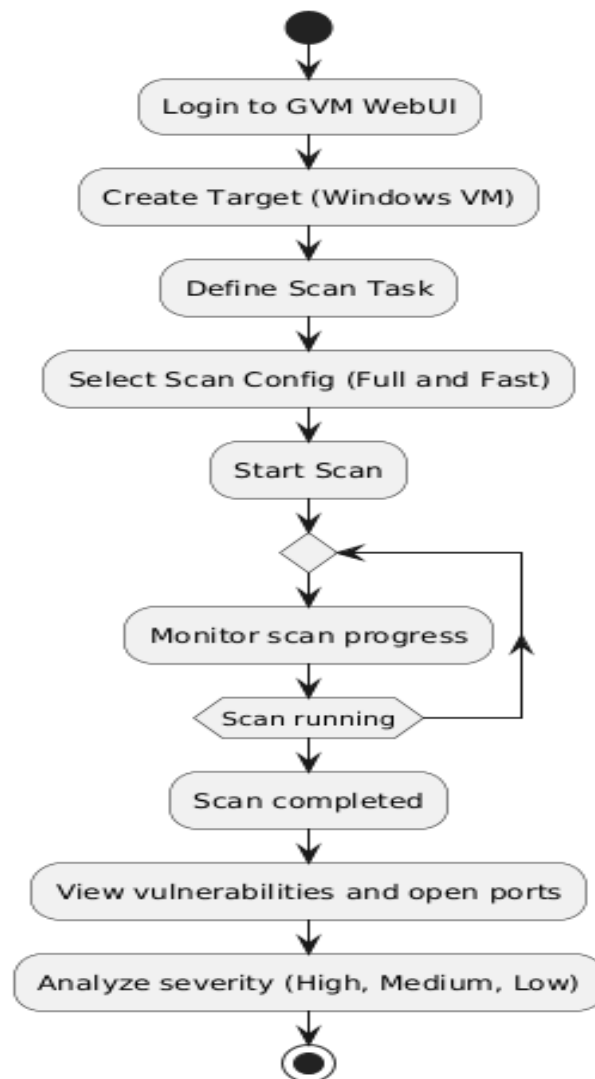 Login to GVM WebUI
Create Target (Windows VM)
Define Scan Task
Select Scan Config (Full and Fast)
Start Scan
Monitor scan progress
Scan running
Scan completed
View vulnerabilities and open ports
Analyze severity (High, Medium, Low)